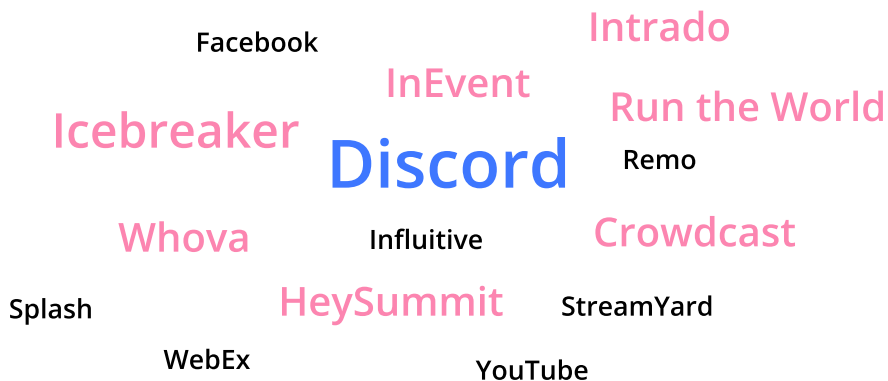 Intrado
Facebook
InEvent
Run the World
Icebreaker
Discord
Remo
Whova
Influitive
Crowdcast
HeySummit
StreamYard
Splash
WebEx
YouTube